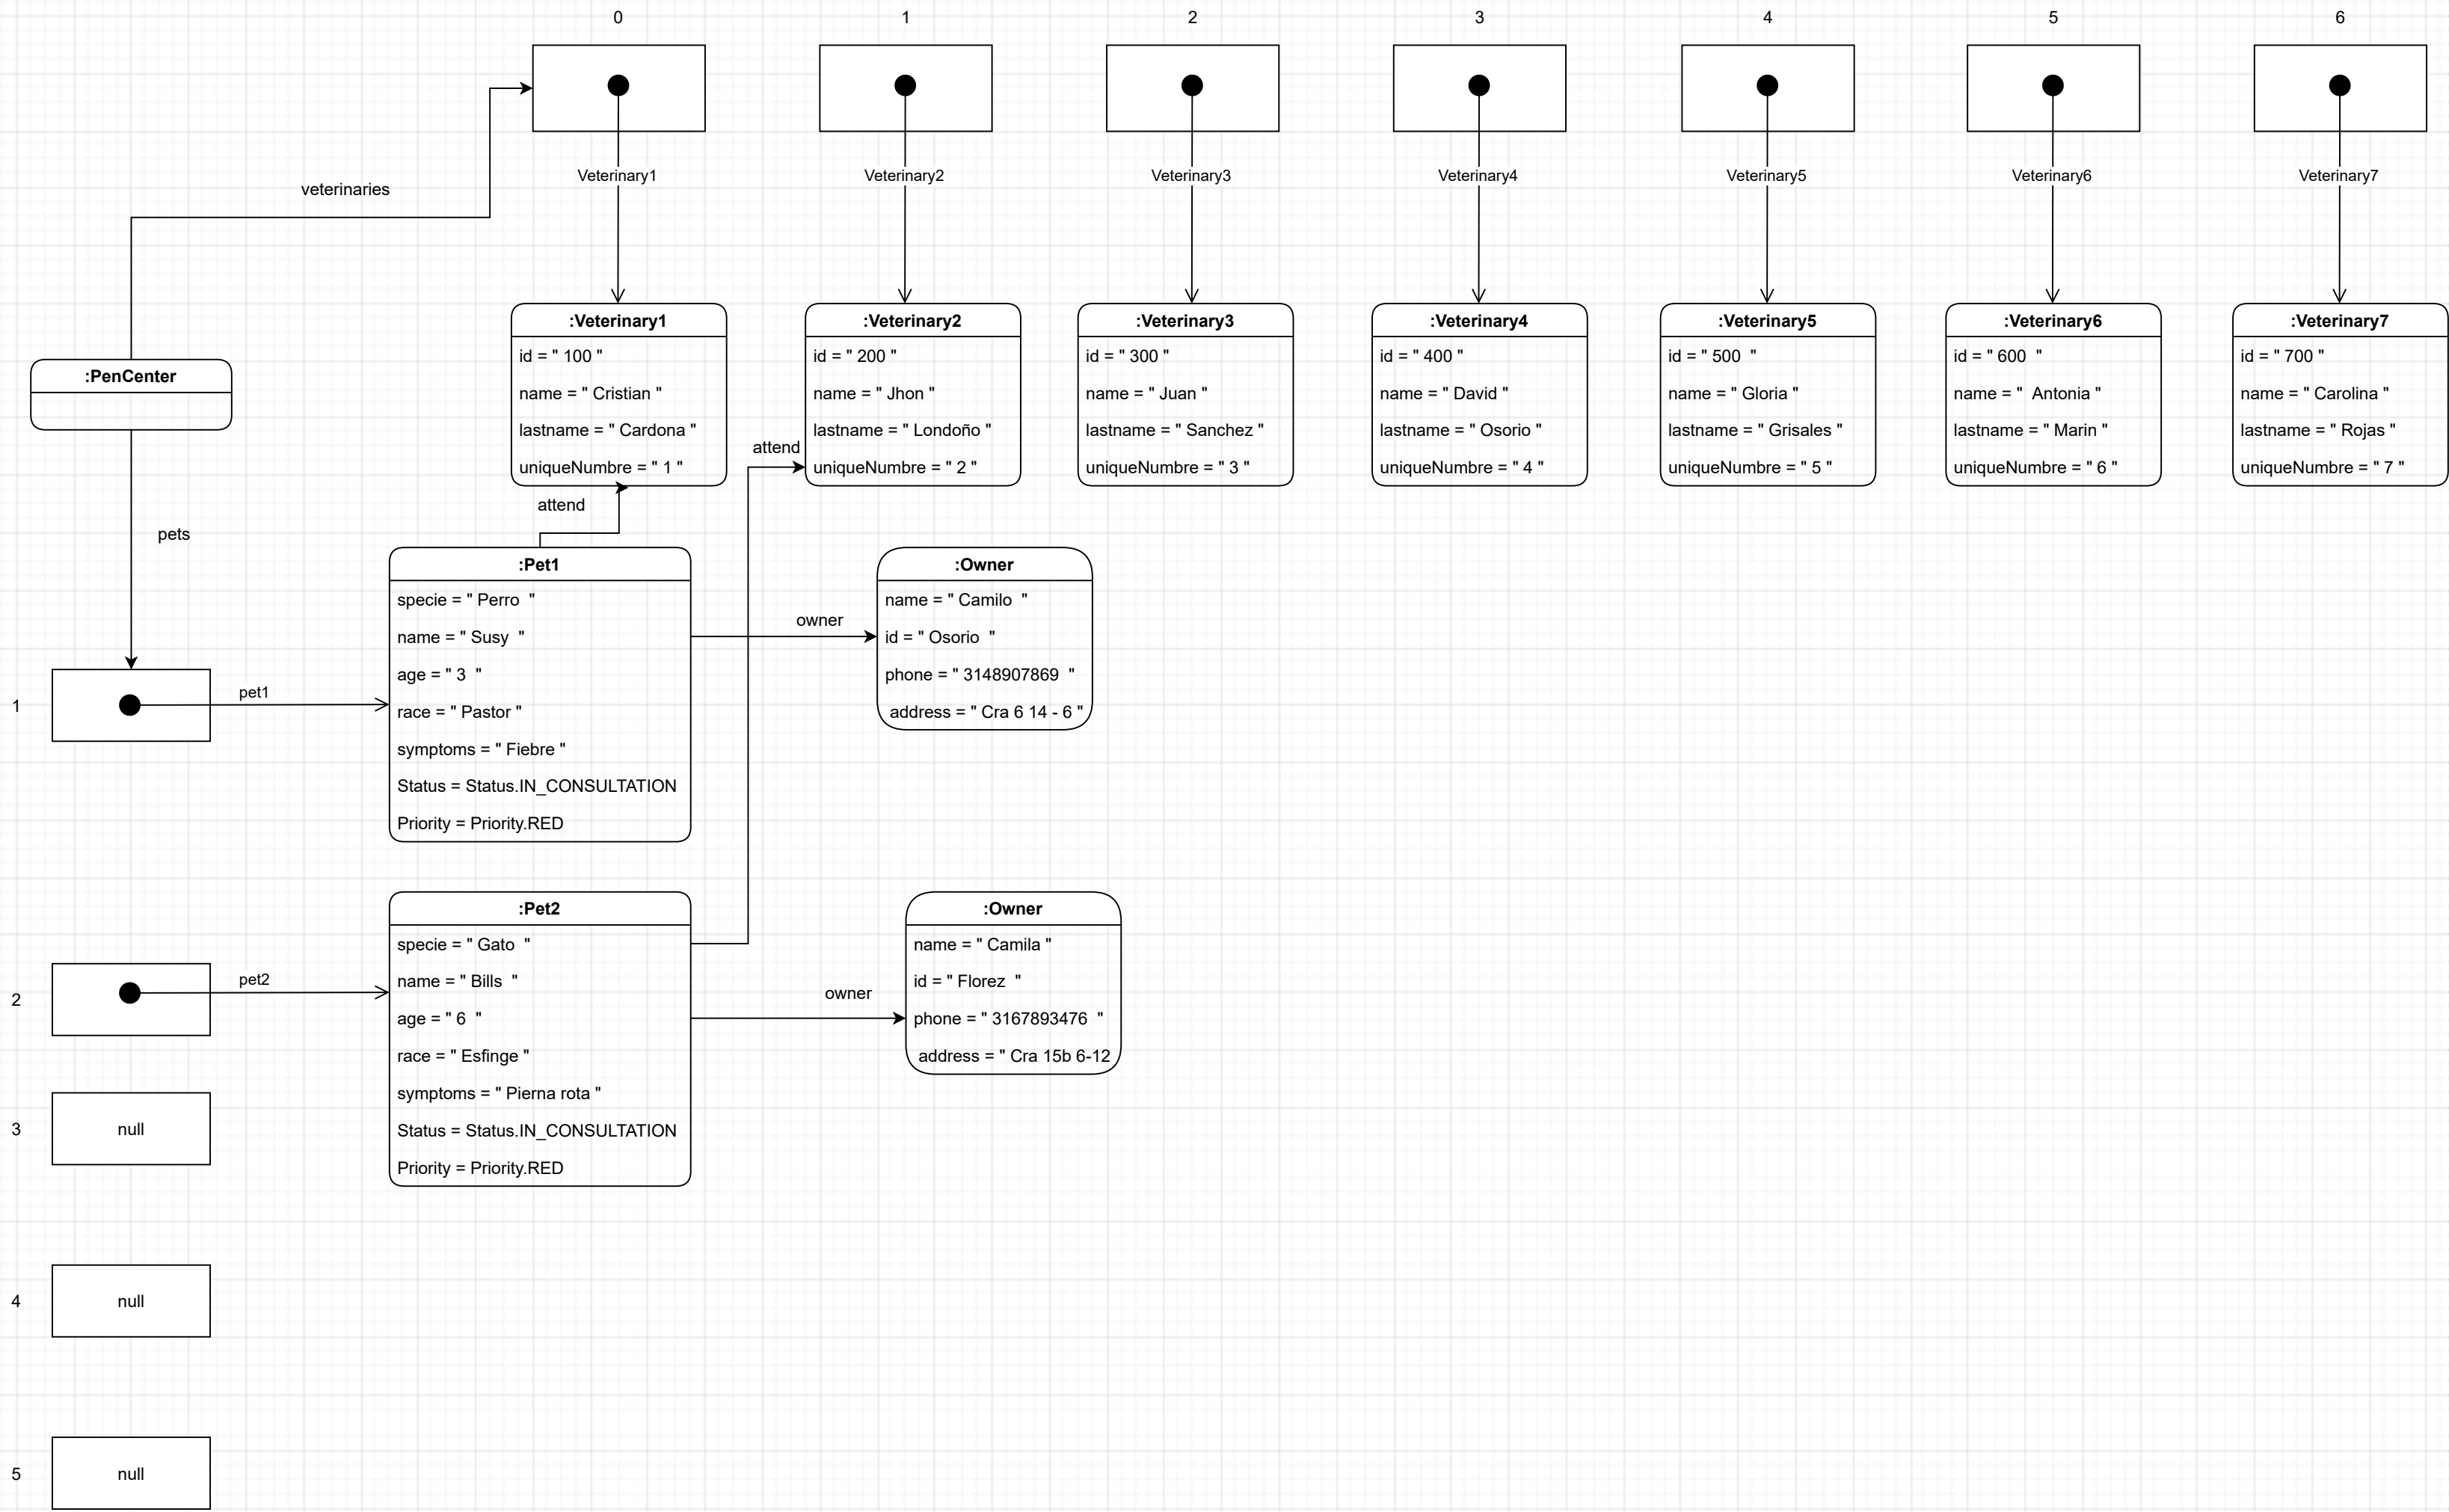 0
1
2
3
4
5
6
veterinaries
Veterinary1
Veterinary2
Veterinary3
Veterinary4
Veterinary5
Veterinary6
Veterinary7
:PenCenter
:Veterinary1
id = " 100 "
name = " Cristian "
lastname = " Cardona "
uniqueNumbre = " 1 "
:Veterinary2
id = " 200 "
name = " Jhon "
lastname = " Londoño "
uniqueNumbre = " 2 "
:Veterinary3
id = " 300 "
name = " Juan "
lastname = " Sanchez "
uniqueNumbre = " 3 "
:Veterinary4
id = " 400 "
name = " David "
lastname = " Osorio "
uniqueNumbre = " 4 "
:Veterinary5
id = " 500  "
name = " Gloria "
lastname = " Grisales "
uniqueNumbre = " 5 "
:Veterinary6
id = " 600  "
name = "  Antonia "
lastname = " Marin "
uniqueNumbre = " 6 "
:Veterinary7
id = " 700 "
name = " Carolina "
lastname = " Rojas "
uniqueNumbre = " 7 "
attend
attend
pets
:Pet1
specie = " Perro  "
name = " Susy  "
age = " 3  "
race = " Pastor "
symptoms = " Fiebre "
Status = Status.IN_CONSULTATION
Priority = Priority.RED
owner
:Owner
name = " Camilo  "
id = " Osorio  "
phone = " 3148907869  "
address = " Cra 6 14 - 6 "
1
pet1
:Pet2
specie = " Gato  "
name = " Bills  "
age = " 6  "
race = " Esfinge "
symptoms = " Pierna rota "
Status = Status.IN_CONSULTATION
Priority = Priority.RED
owner
:Owner
name = " Camila "
id = " Florez  "
phone = " 3167893476  "
address = " Cra 15b 6-12
2
pet2
3
null
4
null
5
null